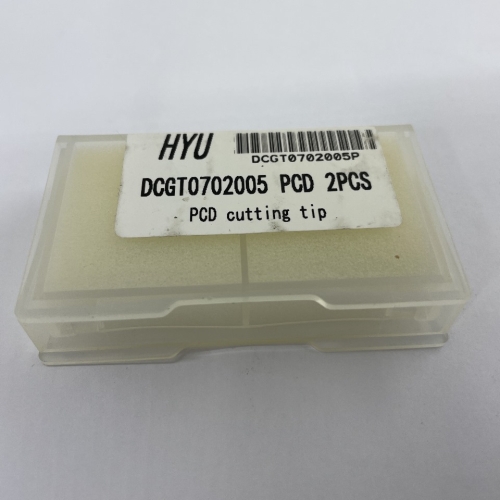 HYU
DCGT0702005P
DCGT0702005 PCD 2PCS
PCD cutting tip